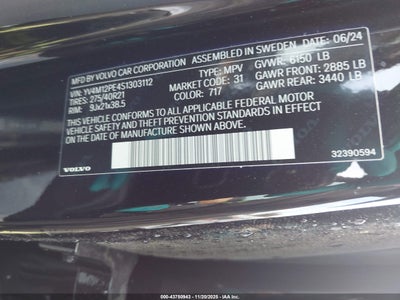 MFD BY: VOLVO CAR CORPORATION ASSEMBLED IN SWEDEN DATE: 06/24
VIN: YV4M12PE4S1303112 TYPE: MPV GVWR: 6150 LB
TIRES: 275/40R21 MARKET CODE: 31 GAWR FRONT: 2885 LB
RIM: 9Jx21x38.5 COLOR: 717 GAWR REAR: 3440 LB
THIS VEHICLE CONFORMS TO ALL APPLICABLE FEDERAL MOTOR
VEHICLE SAFETY, BUMPER, AND THEFT PREVENTION STANDARDS
IN EFFECT ON THE DATE OF MANUFACTURE SHOWN ABOVE.
VOLVO
32390594
000-43750943 - 11/20/2025 - IAA Inc.